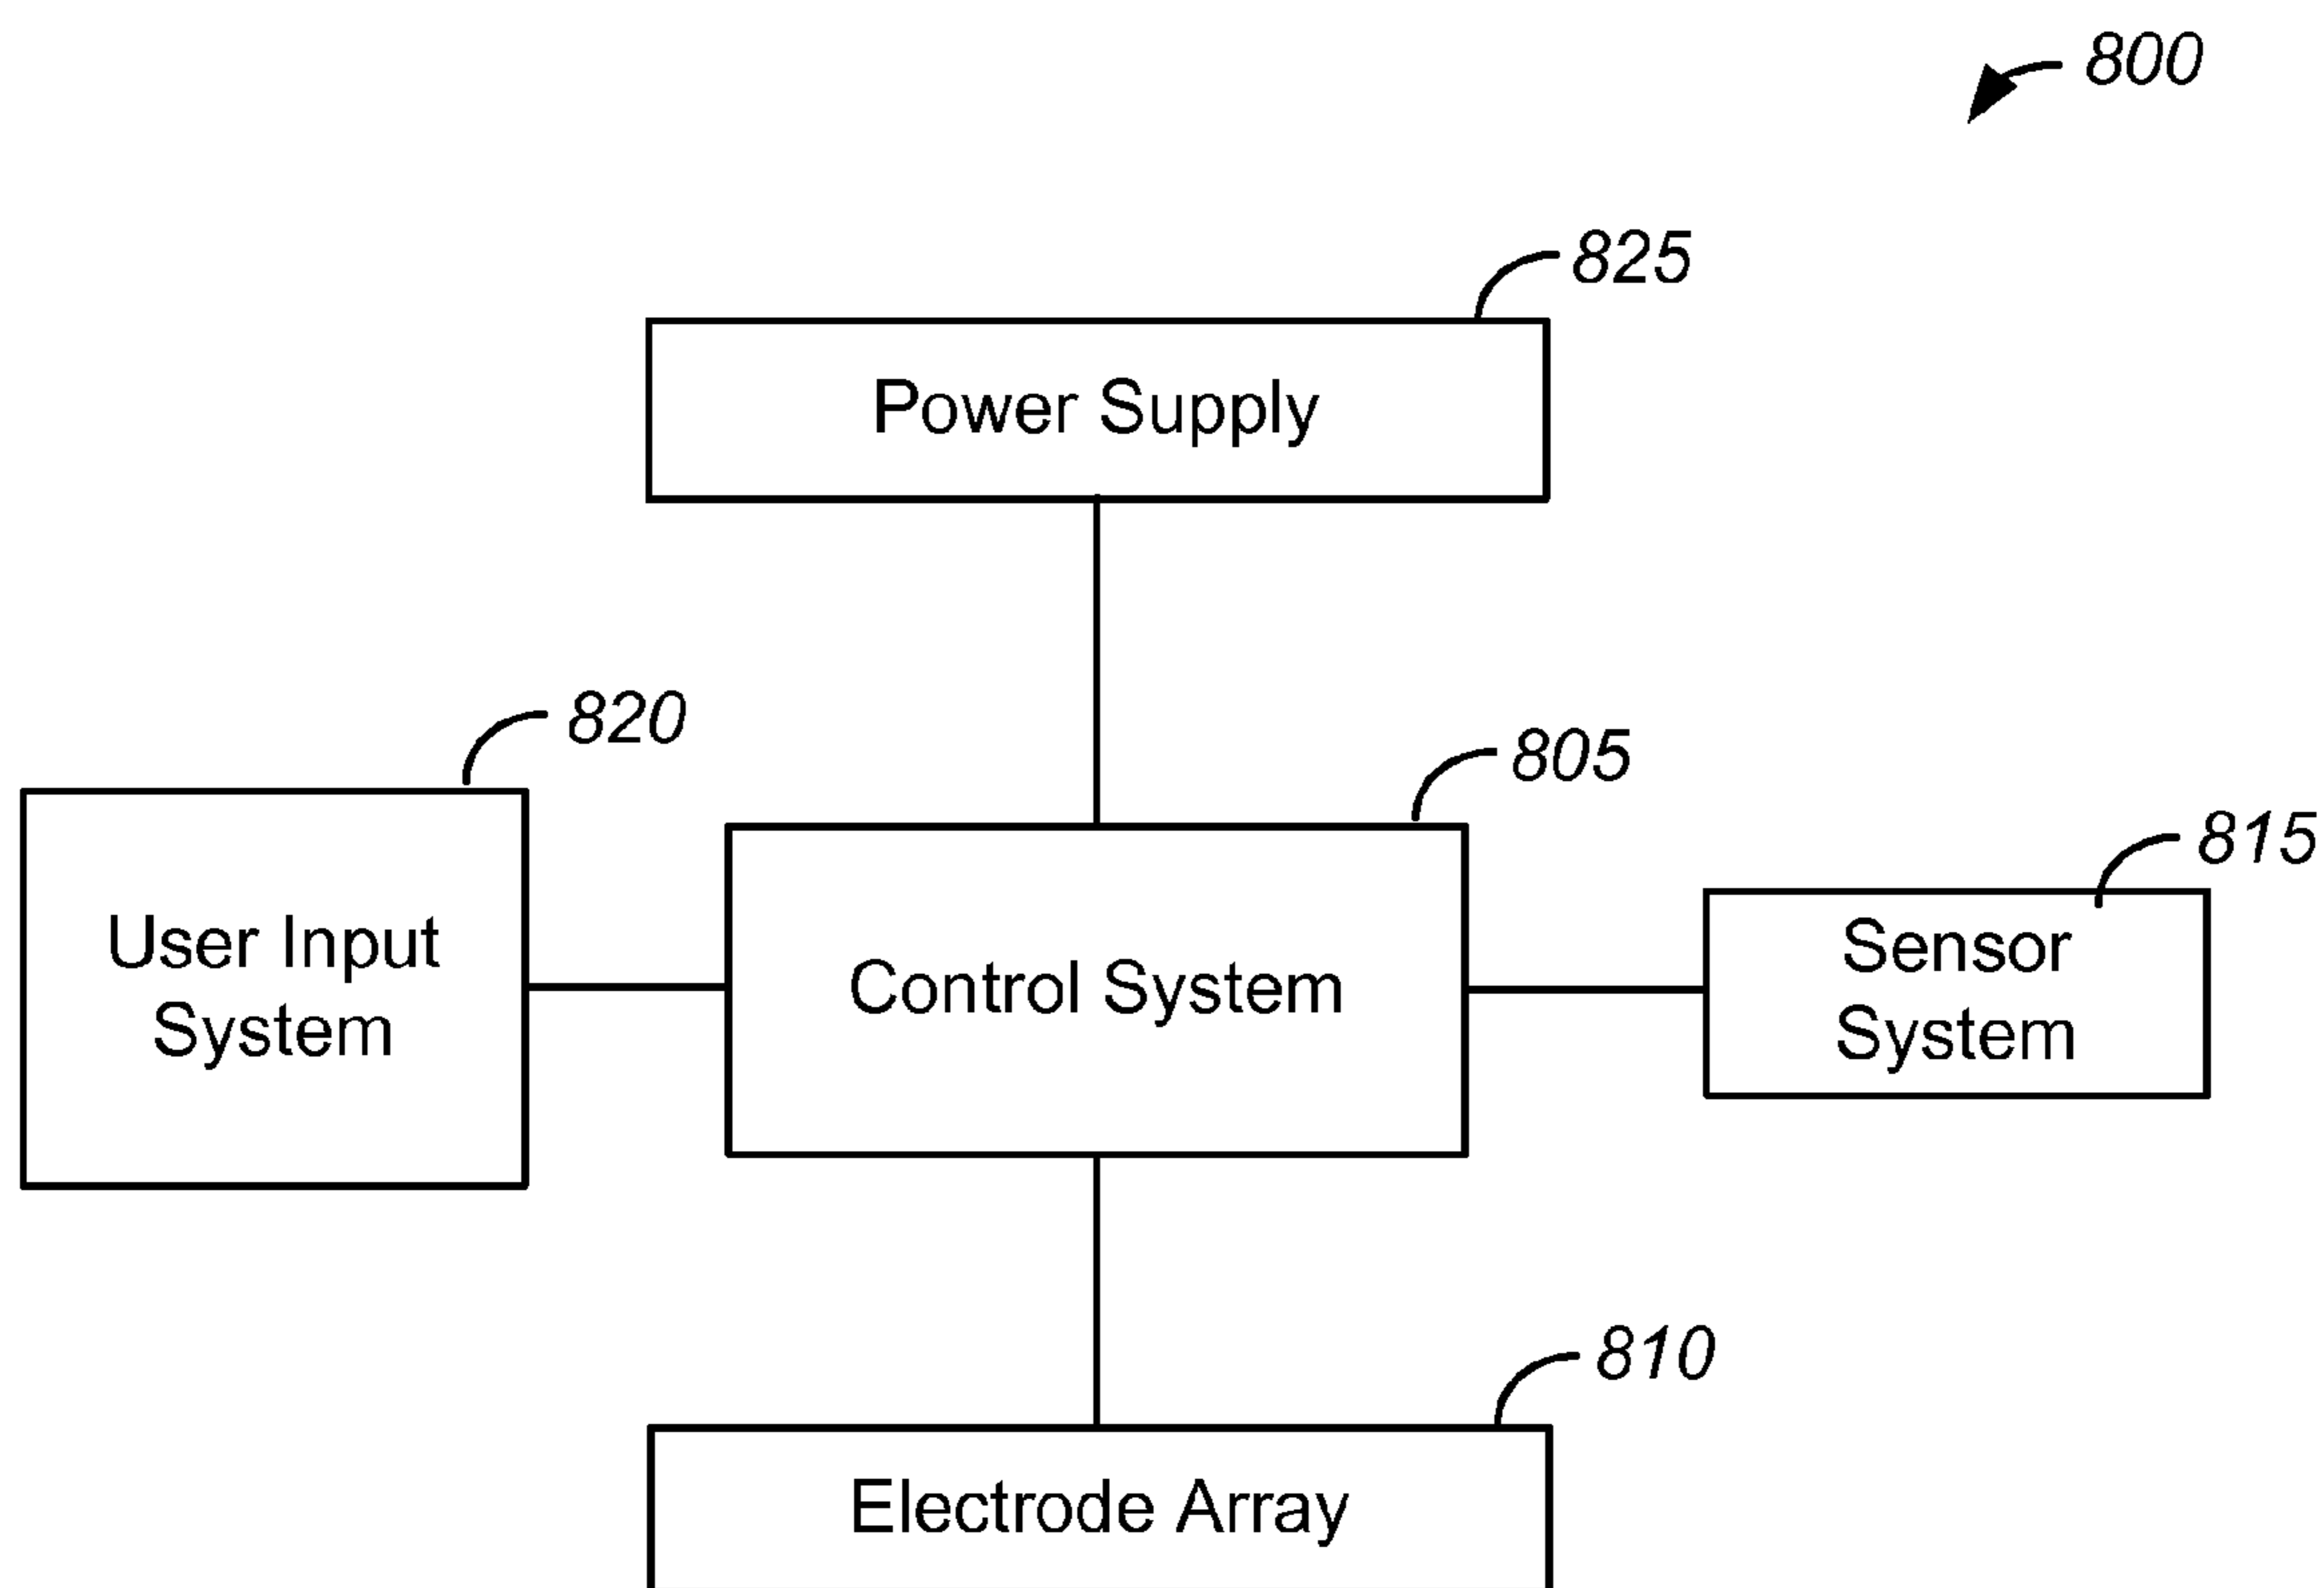 800
825
Power Supply
820
805
815
User Input
System
Control System
Sensor
System
810
Electrode Array